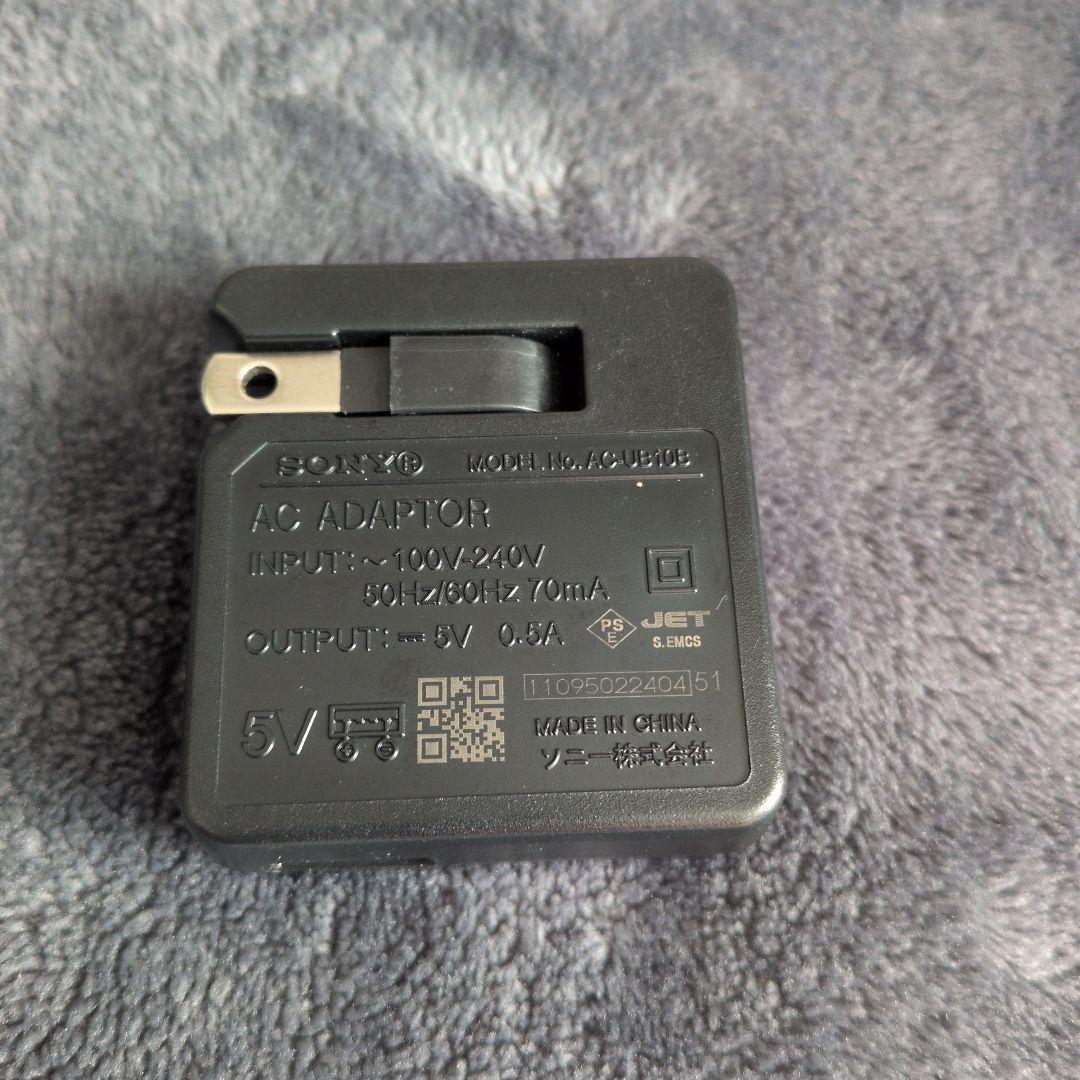 SONY® MODEL No. AC-UB10B
AC ADAPTOR
INPUT: ~100V-240V
50Hz/60Hz 70mA
OUTPUT: ⎓ 5V 0.5A
PS
E
JET
S.EMCS
11095022404 51
5V
MADE IN CHINA
ソニー株式会社